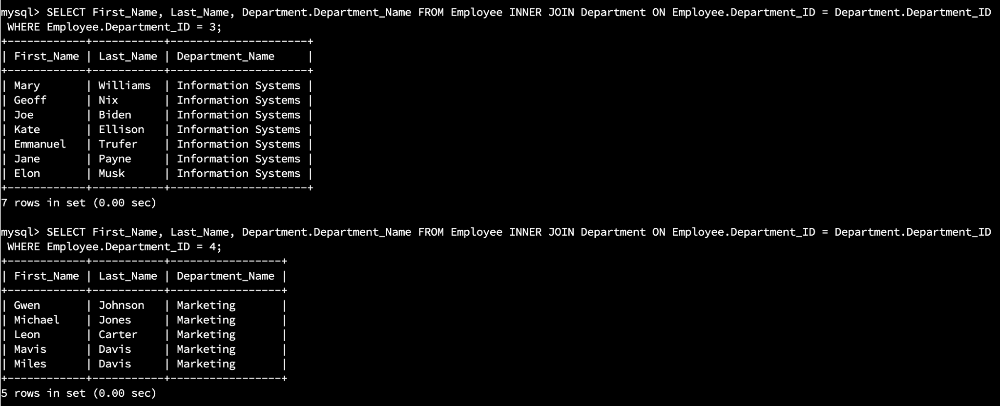 mysql> SELECT First_Name, Last_Name, Department.Department_Name FROM Employee INNER JOIN Department ON Employee.Department_ID = Department.Department_ID
 WHERE Employee.Department_ID = 3;
+------------+-----------+---------------------+
| First_Name | Last_Name | Department_Name     |
+------------+-----------+---------------------+
| Mary       | Williams  | Information Systems |
| Geoff      | Nix       | Information Systems |
| Joe        | Biden     | Information Systems |
| Kate       | Ellison   | Information Systems |
| Emmanuel   | Trufer    | Information Systems |
| Jane       | Payne     | Information Systems |
| Elon       | Musk      | Information Systems |
+------------+-----------+---------------------+
7 rows in set (0.00 sec)

mysql> SELECT First_Name, Last_Name, Department.Department_Name FROM Employee INNER JOIN Department ON Employee.Department_ID = Department.Department_ID
 WHERE Employee.Department_ID = 4;
+------------+-----------+-----------------+
| First_Name | Last_Name | Department_Name |
+------------+-----------+-----------------+
| Gwen       | Johnson   | Marketing       |
| Michael    | Jones     | Marketing       |
| Leon       | Carter    | Marketing       |
| Mavis      | Davis     | Marketing       |
| Miles      | Davis     | Marketing       |
+------------+-----------+-----------------+
5 rows in set (0.00 sec)